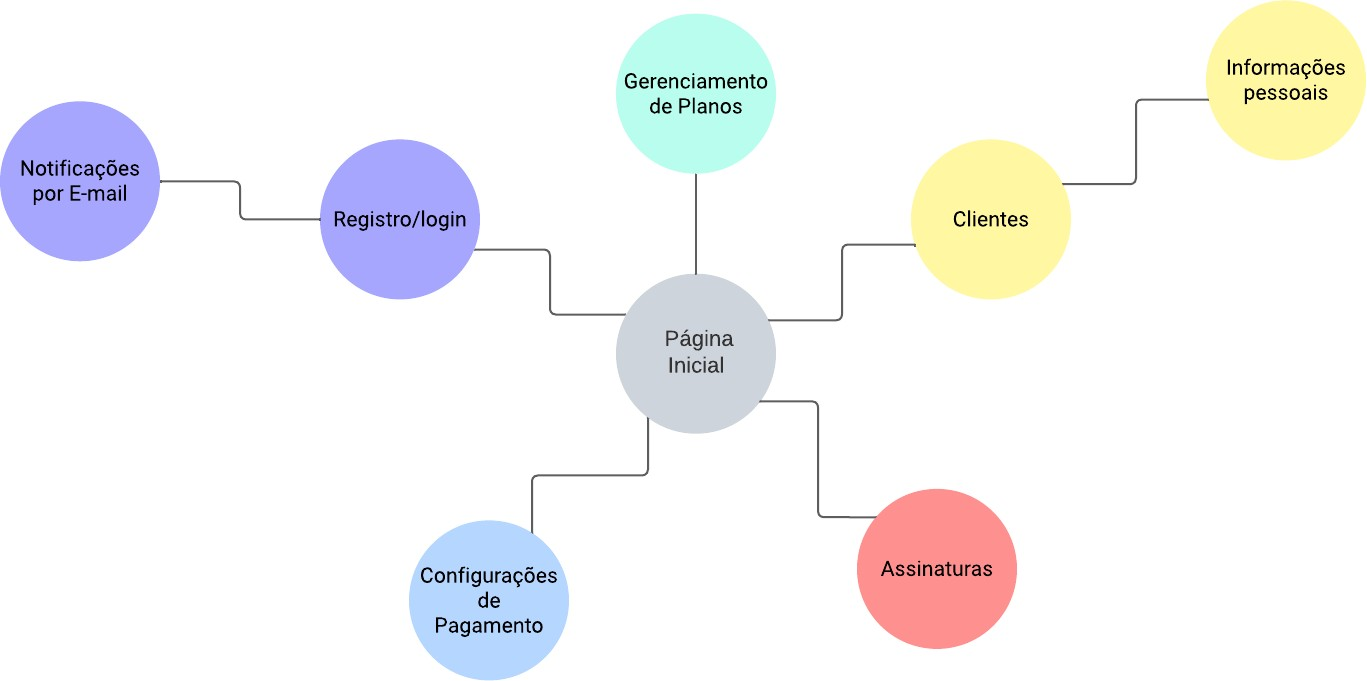 Gerenciamento
de Planos
Informações
pessoais
Notificações
por E-mail
Registro/login
Clientes
Página
Inicial
Configurações
de
Pagamento
Assinaturas